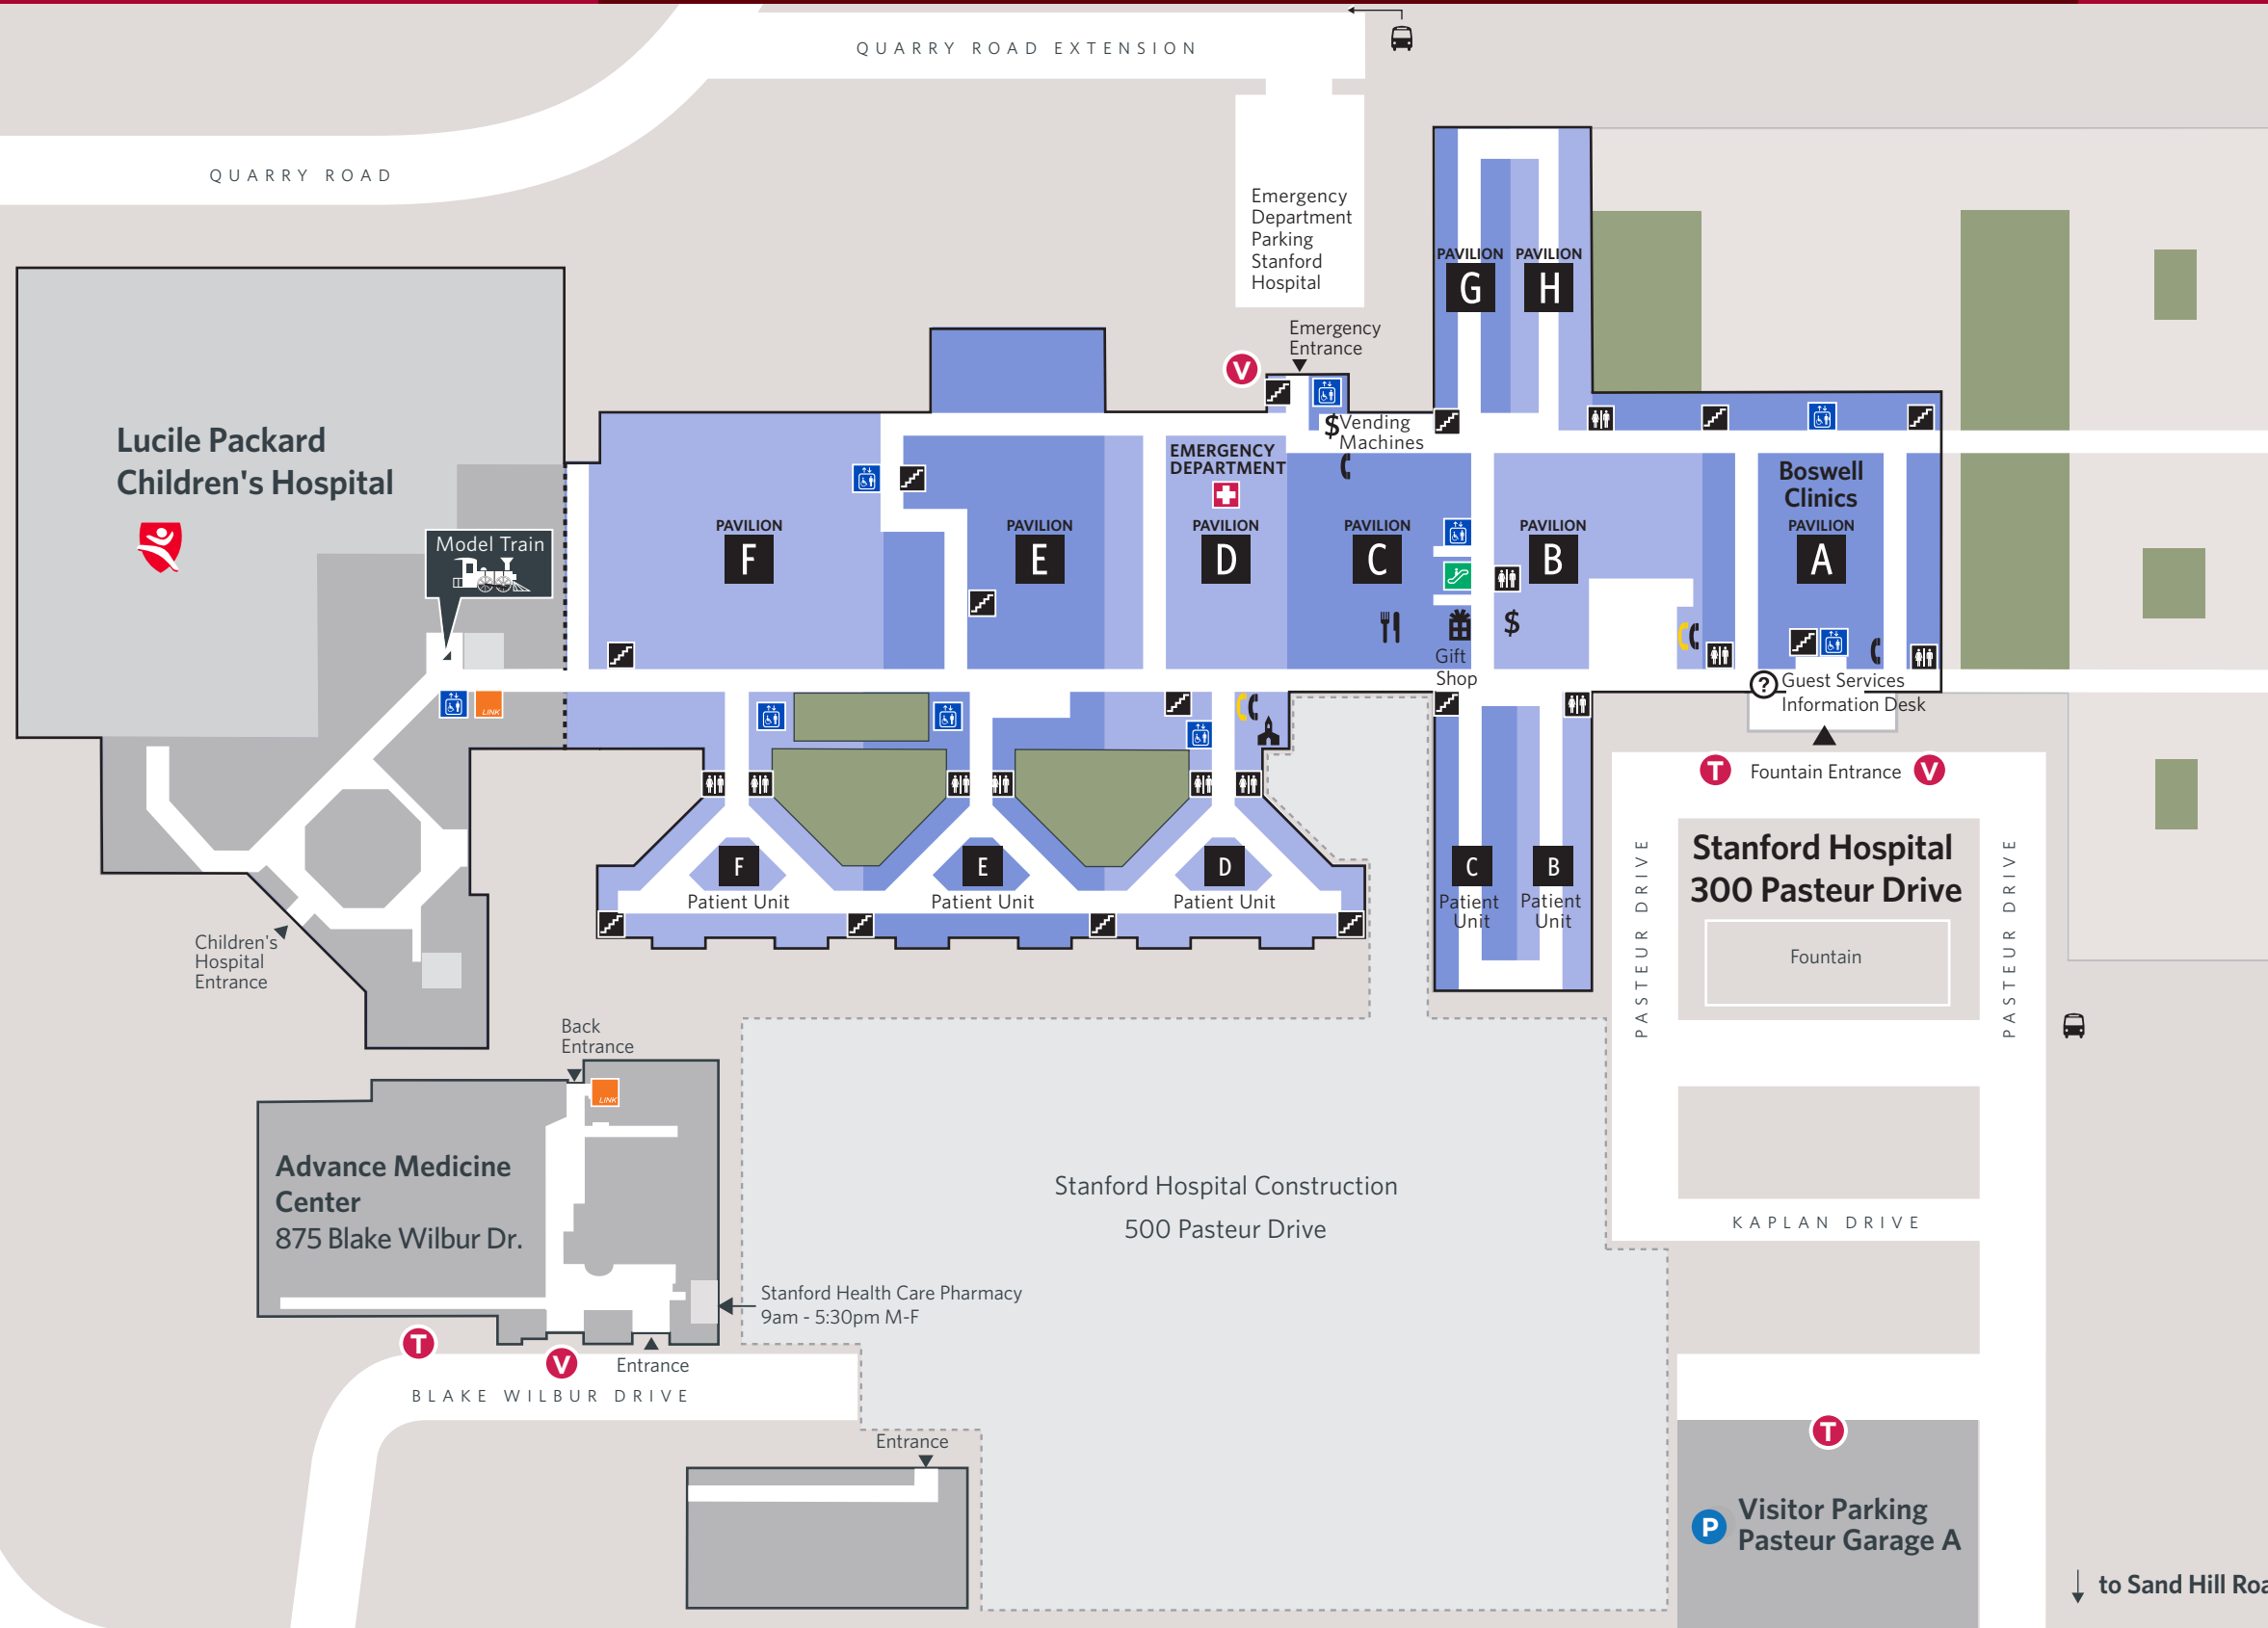 QUARRY ROAD EXTENSION
QUARRY ROAD
Emergency
Department
Parking
Stanford
Hospital
PAVILION
G
PAVILION
H
Emergency
Entrance
V
$ Vending
Machines
Lucile Packard
Children's Hospital
Model Train
LINK
PAVILION
F
PAVILION
E
EMERGENCY
DEPARTMENT
PAVILION
D
PAVILION
C
PAVILION
B
$
Boswell
Clinics
PAVILION
A
Gift
Shop
? Guest Services
Information Desk
T
Fountain Entrance
V
F
Patient Unit
E
Patient Unit
D
Patient Unit
C
Patient
Unit
B
Patient
Unit
PASTEUR DRIVE
Stanford Hospital
300 Pasteur Drive
Fountain
PASTEUR DRIVE
Children's
Hospital
Entrance
Back
Entrance
LINK
Advance Medicine
Center
875 Blake Wilbur Dr.
Stanford Hospital Construction
500 Pasteur Drive
KAPLAN DRIVE
Stanford Health Care Pharmacy
9am - 5:30pm M-F
T
V
Entrance
BLAKE WILBUR DRIVE
Entrance
T
P
Visitor Parking
Pasteur Garage A
to Sand Hill Roa